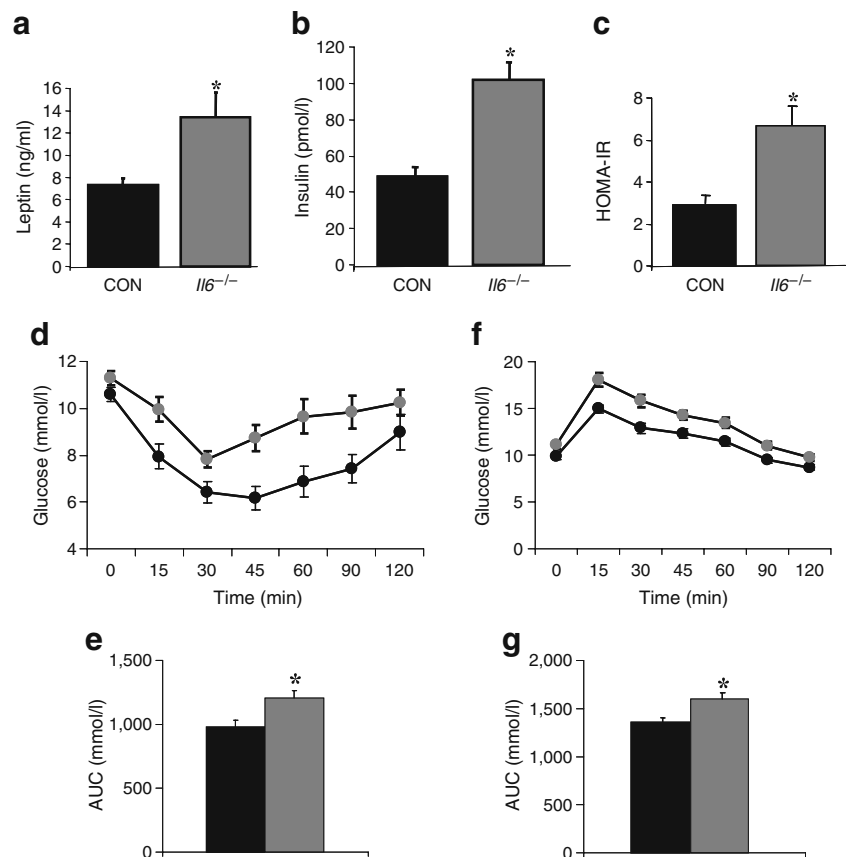 a
Leptin (ng/ml)
16
14
12
10
8
6
4
2
0
*
CON
Il6–/–
b
Insulin (pmol/l)
120
100
80
60
40
20
0
*
CON
Il6–/–
c
HOMA-IR
8
6
4
2
0
*
CON
Il6–/–
d
Glucose (mmol/l)
12
10
8
6
4
0 15 30 45 60 90 120
Time (min)
f
Glucose (mmol/l)
20
15
10
5
0
0 15 30 45 60 90 120
Time (min)
e
AUC (mmol/l)
1,500
1,000
500
0
*
g
AUC (mmol/l)
2,000
1,500
1,000
500
0
*